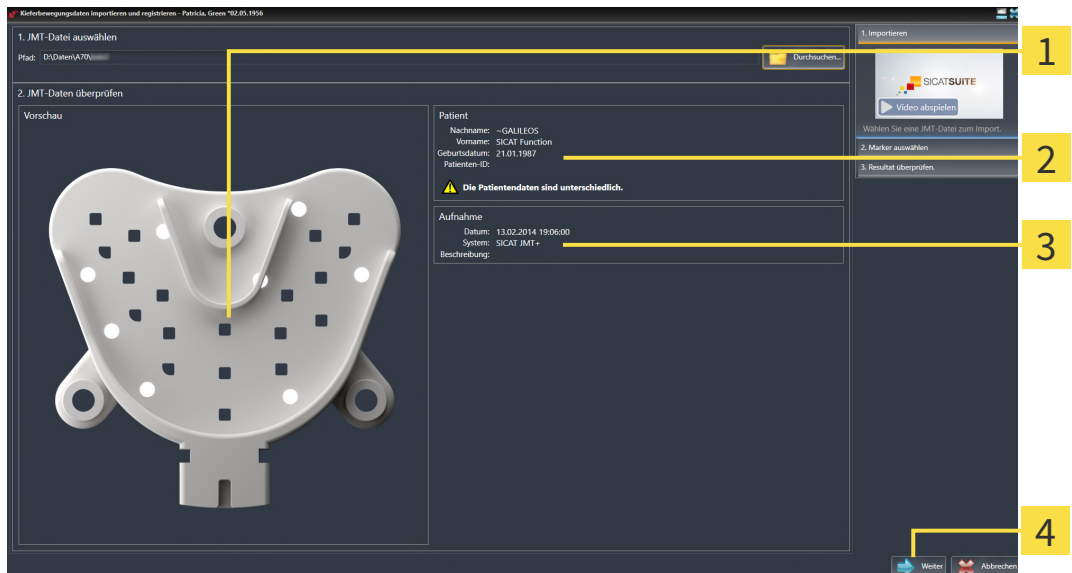 Kieferbewegungsdaten importieren und registrieren - Patricia, Green *02.05.1956
1. JMT-Datei auswählen
Pfad: D:\Daten\A70\
Durchsuchen...
2. JMT-Daten überprüfen
Vorschau
Patient
Nachname: ~GALILEOS
Vorname: SICAT Function
Geburtsdatum: 21.01.1987
Patienten-ID:
Die Patientendaten sind unterschiedlich.
Aufnahme
Datum: 13.02.2014 19:06:00
System: SICAT JMT+
Beschreibung:
1. Importieren
SICATSUITE
Video abspielen
Wählen Sie eine JMT-Datei zum Import.
2. Marker auswählen
3. Resultat überprüfen.
Weiter
Abbrechen
1
2
3
4